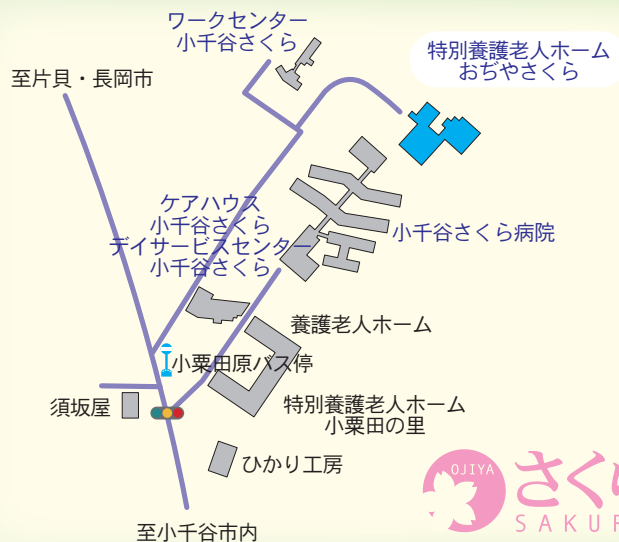 ワークセンター
小千谷さくら
特別養護老人ホーム
おぢやさくら
至片貝・長岡市
ケアハウス
小千谷さくら
デイサービスセンター
小千谷さくら
小千谷さくら病院
養護老人ホーム
小粟田原バス停
須坂屋
特別養護老人ホーム
小粟田の里
ひかり工房
至小千谷市内
OJIYA
さくら
SAKUR